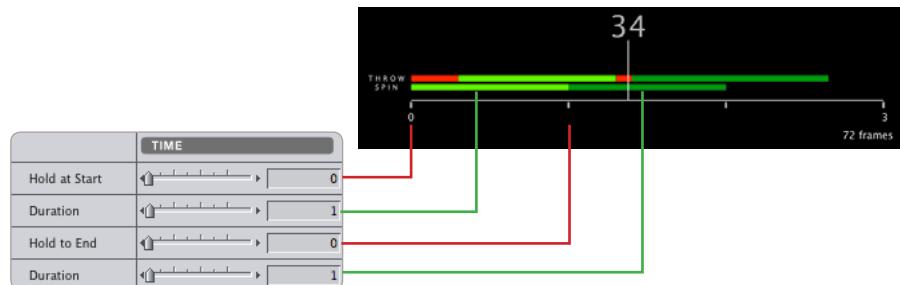 34
THROW
SPIN
0 3
72 frames
TIME
Hold at Start 0
Duration 1
Hold to End 0
Duration 1